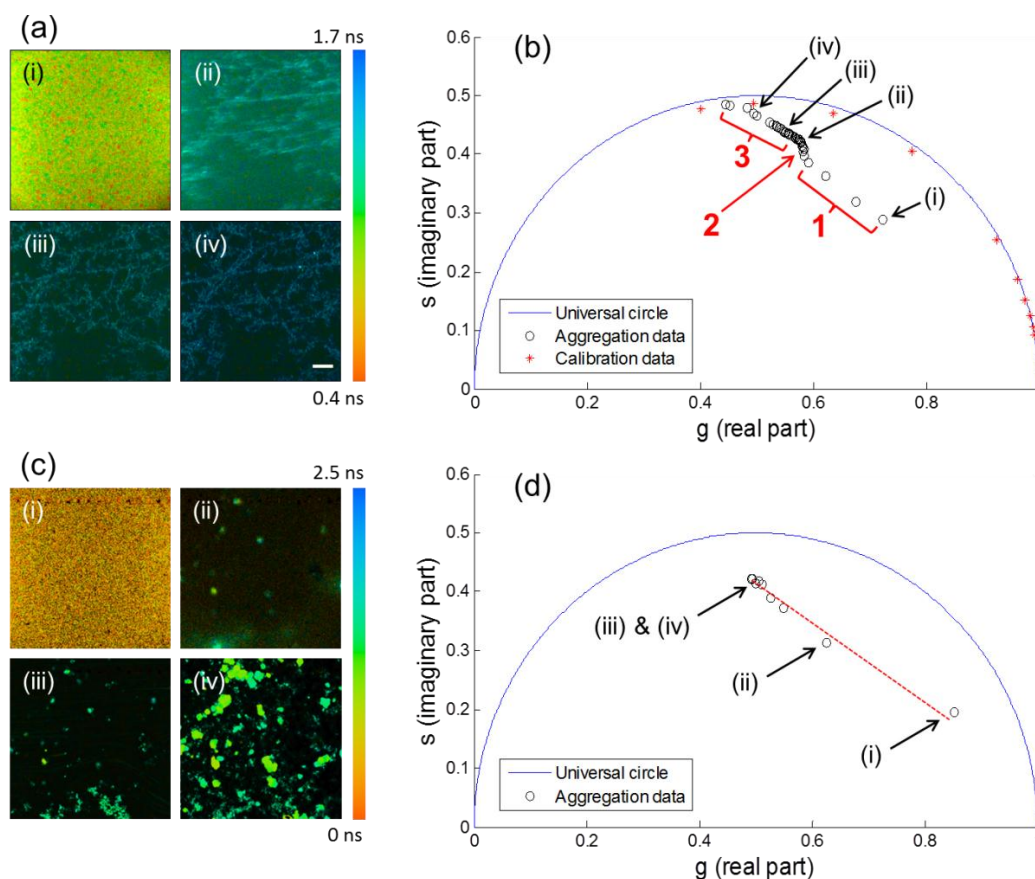 (a)
1.7 ns
(i)
(ii)
(iii)
(iv)
0.4 ns
(b)
0.6
0.5
0.4
0.3
0.2
0.1
0
s (imaginary part)
(iv)
(iii)
(ii)
3
2
1
(i)
Universal circle
Aggregation data
Calibration data
0
0.2
0.4
0.6
0.8
g (real part)
(c)
2.5 ns
(i)
(ii)
(iii)
(iv)
0 ns
(d)
0.6
0.5
0.4
0.3
0.2
0.1
0
s (imaginary part)
(iii) & (iv)
(ii)
(i)
Universal circle
Aggregation data
0
0.2
0.4
0.6
0.8
g (real part)